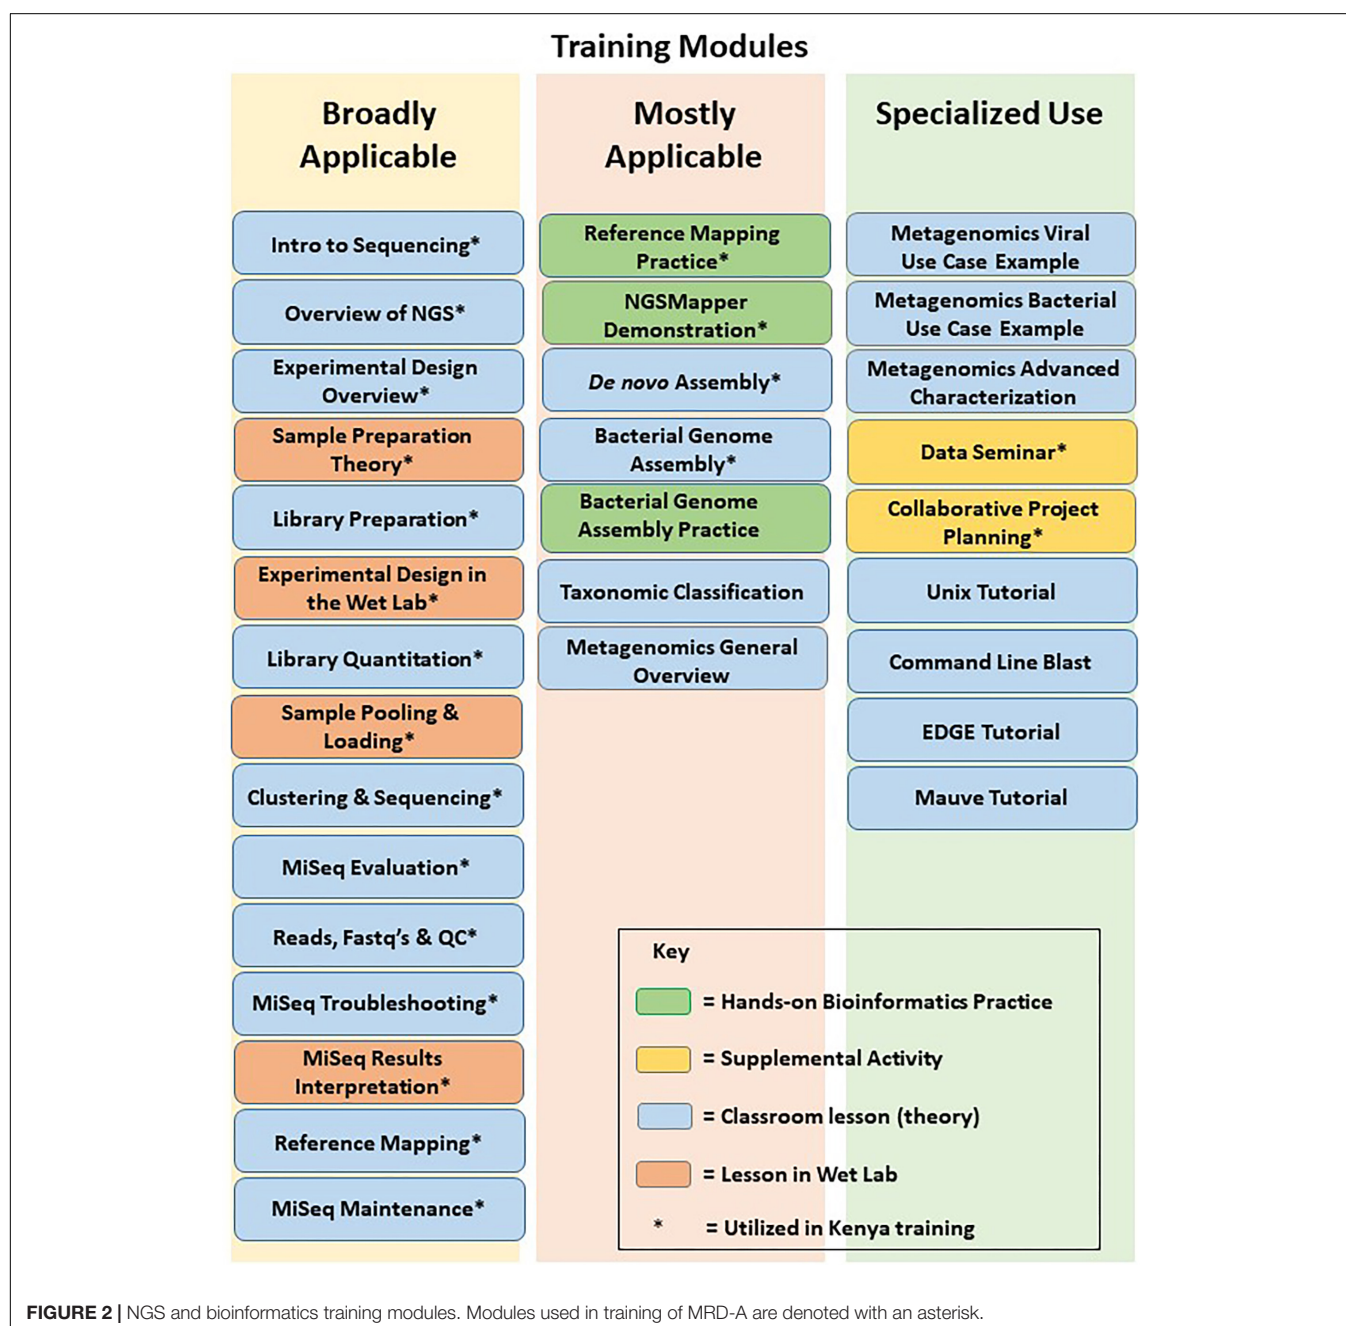 Training Modules
Broadly
Applicable
Intro to Sequencing*
Overview of NGS*
Experimental Design
Overview*
Sample Preparation
Theory*
Library Preparation*
Experimental Design in
the Wet Lab*
Library Quantitation*
Sample Pooling &
Loading*
Clustering & Sequencing*
MiSeq Evaluation*
Reads, Fastq's & QC*
MiSeq Troubleshooting*
MiSeq Results
Interpretation*
Reference Mapping*
MiSeq Maintenance*
Mostly
Applicable
Reference Mapping
Practice*
NGSMapper
Demonstration*
De novo Assembly*
Bacterial Genome
Assembly*
Bacterial Genome
Assembly Practice
Taxonomic Classification
Metagenomics General
Overview
Specialized Use
Metagenomics Viral
Use Case Example
Metagenomics Bacterial
Use Case Example
Metagenomics Advanced
Characterization
Data Seminar*
Collaborative Project
Planning*
Unix Tutorial
Command Line Blast
EDGE Tutorial
Mauve Tutorial
Key
= Hands-on Bioinformatics Practice
= Supplemental Activity
= Classroom lesson (theory)
= Lesson in Wet Lab
* = Utilized in Kenya training
FIGURE 2 | NGS and bioinformatics training modules. Modules used in training of MRD-A are denoted with an asterisk.